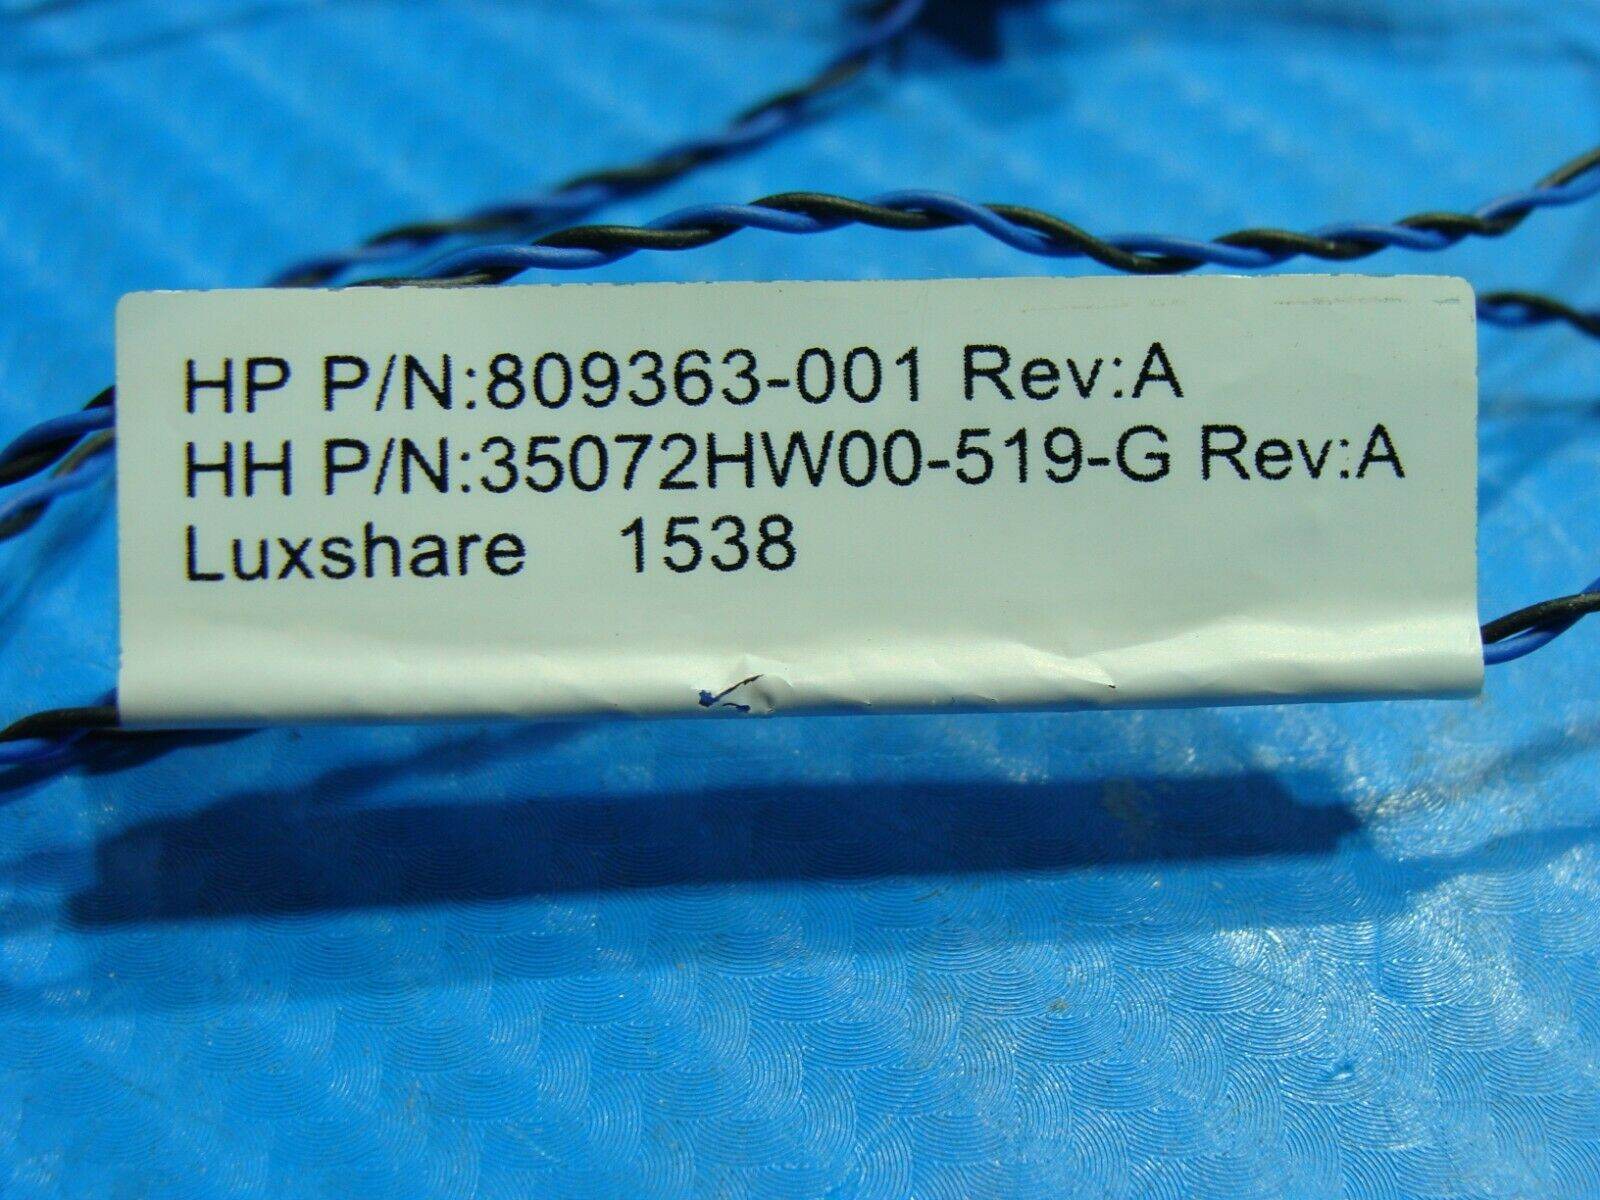 HP P/N:809363-001 Rev:A
HH P/N:35072HW00-519-G Rev:A
Luxshare 1538